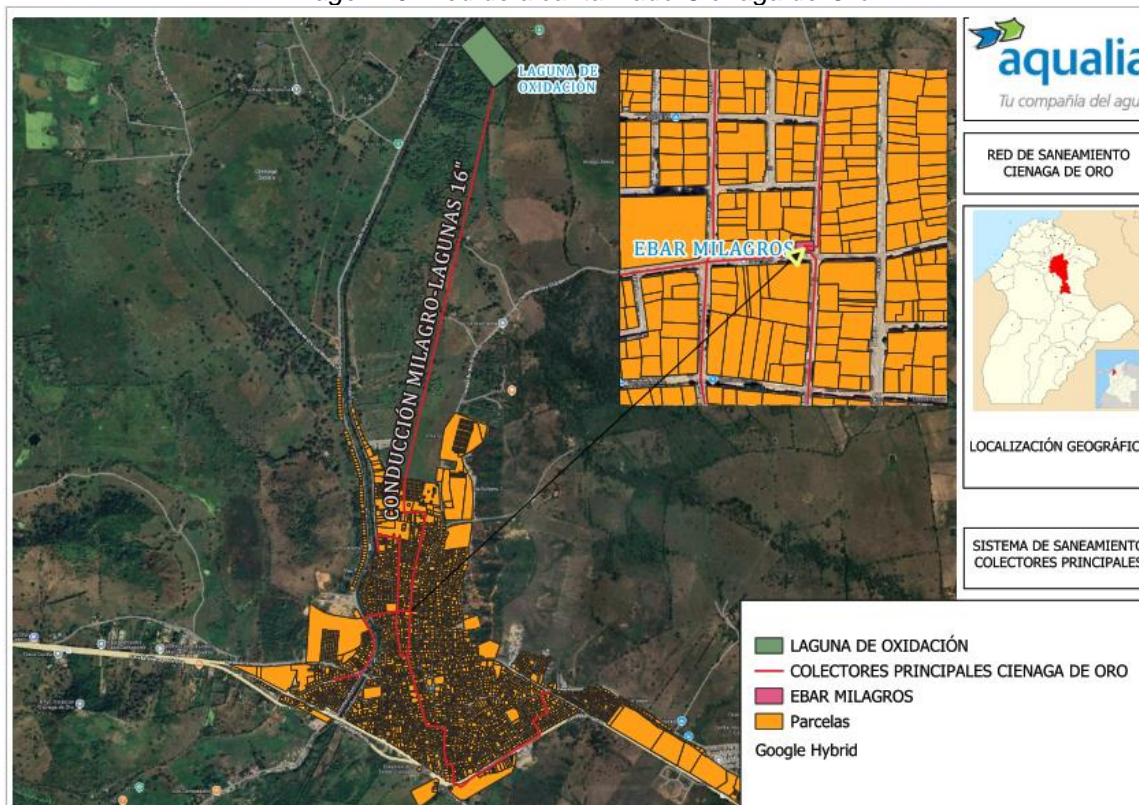 LAGUNA DE
OXIDACIÓN
CONDUCCIÓN MILAGRO-LAGUNAS 16"
EBAR MILAGROS
aqualia
Tu compañía del agu
RED DE SANEAMIENTO
CIENAGA DE ORO
LOCALIZACIÓN GEOGRÁFIC
SISTEMA DE SANEAMIENTO
COLECTORES PRINCIPALES
LAGUNA DE OXIDACIÓN
COLECTORES PRINCIPALES CIENAGA DE ORO
EBAR MILAGROS
Parcelas
Google Hybrid